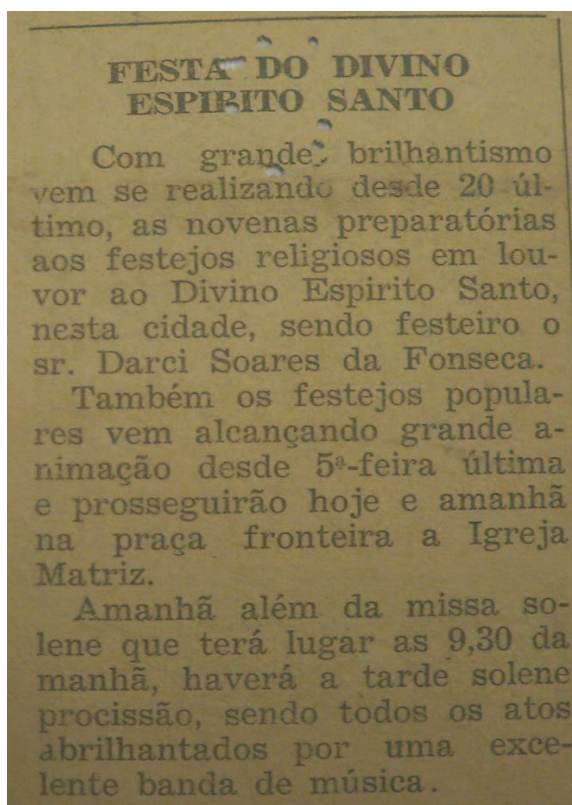 FESTA DO DIVINO
ESPIRITO SANTO
Com grande brilhantismo
vem se realizando desde 20 úl-
timo, as novenas preparatórias
aos festejos religiosos em lou-
vor ao Divino Espirito Santo,
nesta cidade, sendo festeiro o
sr. Darci Soares da Fonseca.
Também os festejos popula-
res vem alcançando grande a-
nimação desde 5ª-feira última
e prosseguirão hoje e amanhã
na praça fronteira a Igreja
Matriz.
Amanhã além da missa so-
lene que terá lugar as 9,30 da
manhã, haverá a tarde solene
procissão, sendo todos os atos
abrilhantados por uma exce-
lente banda de música.